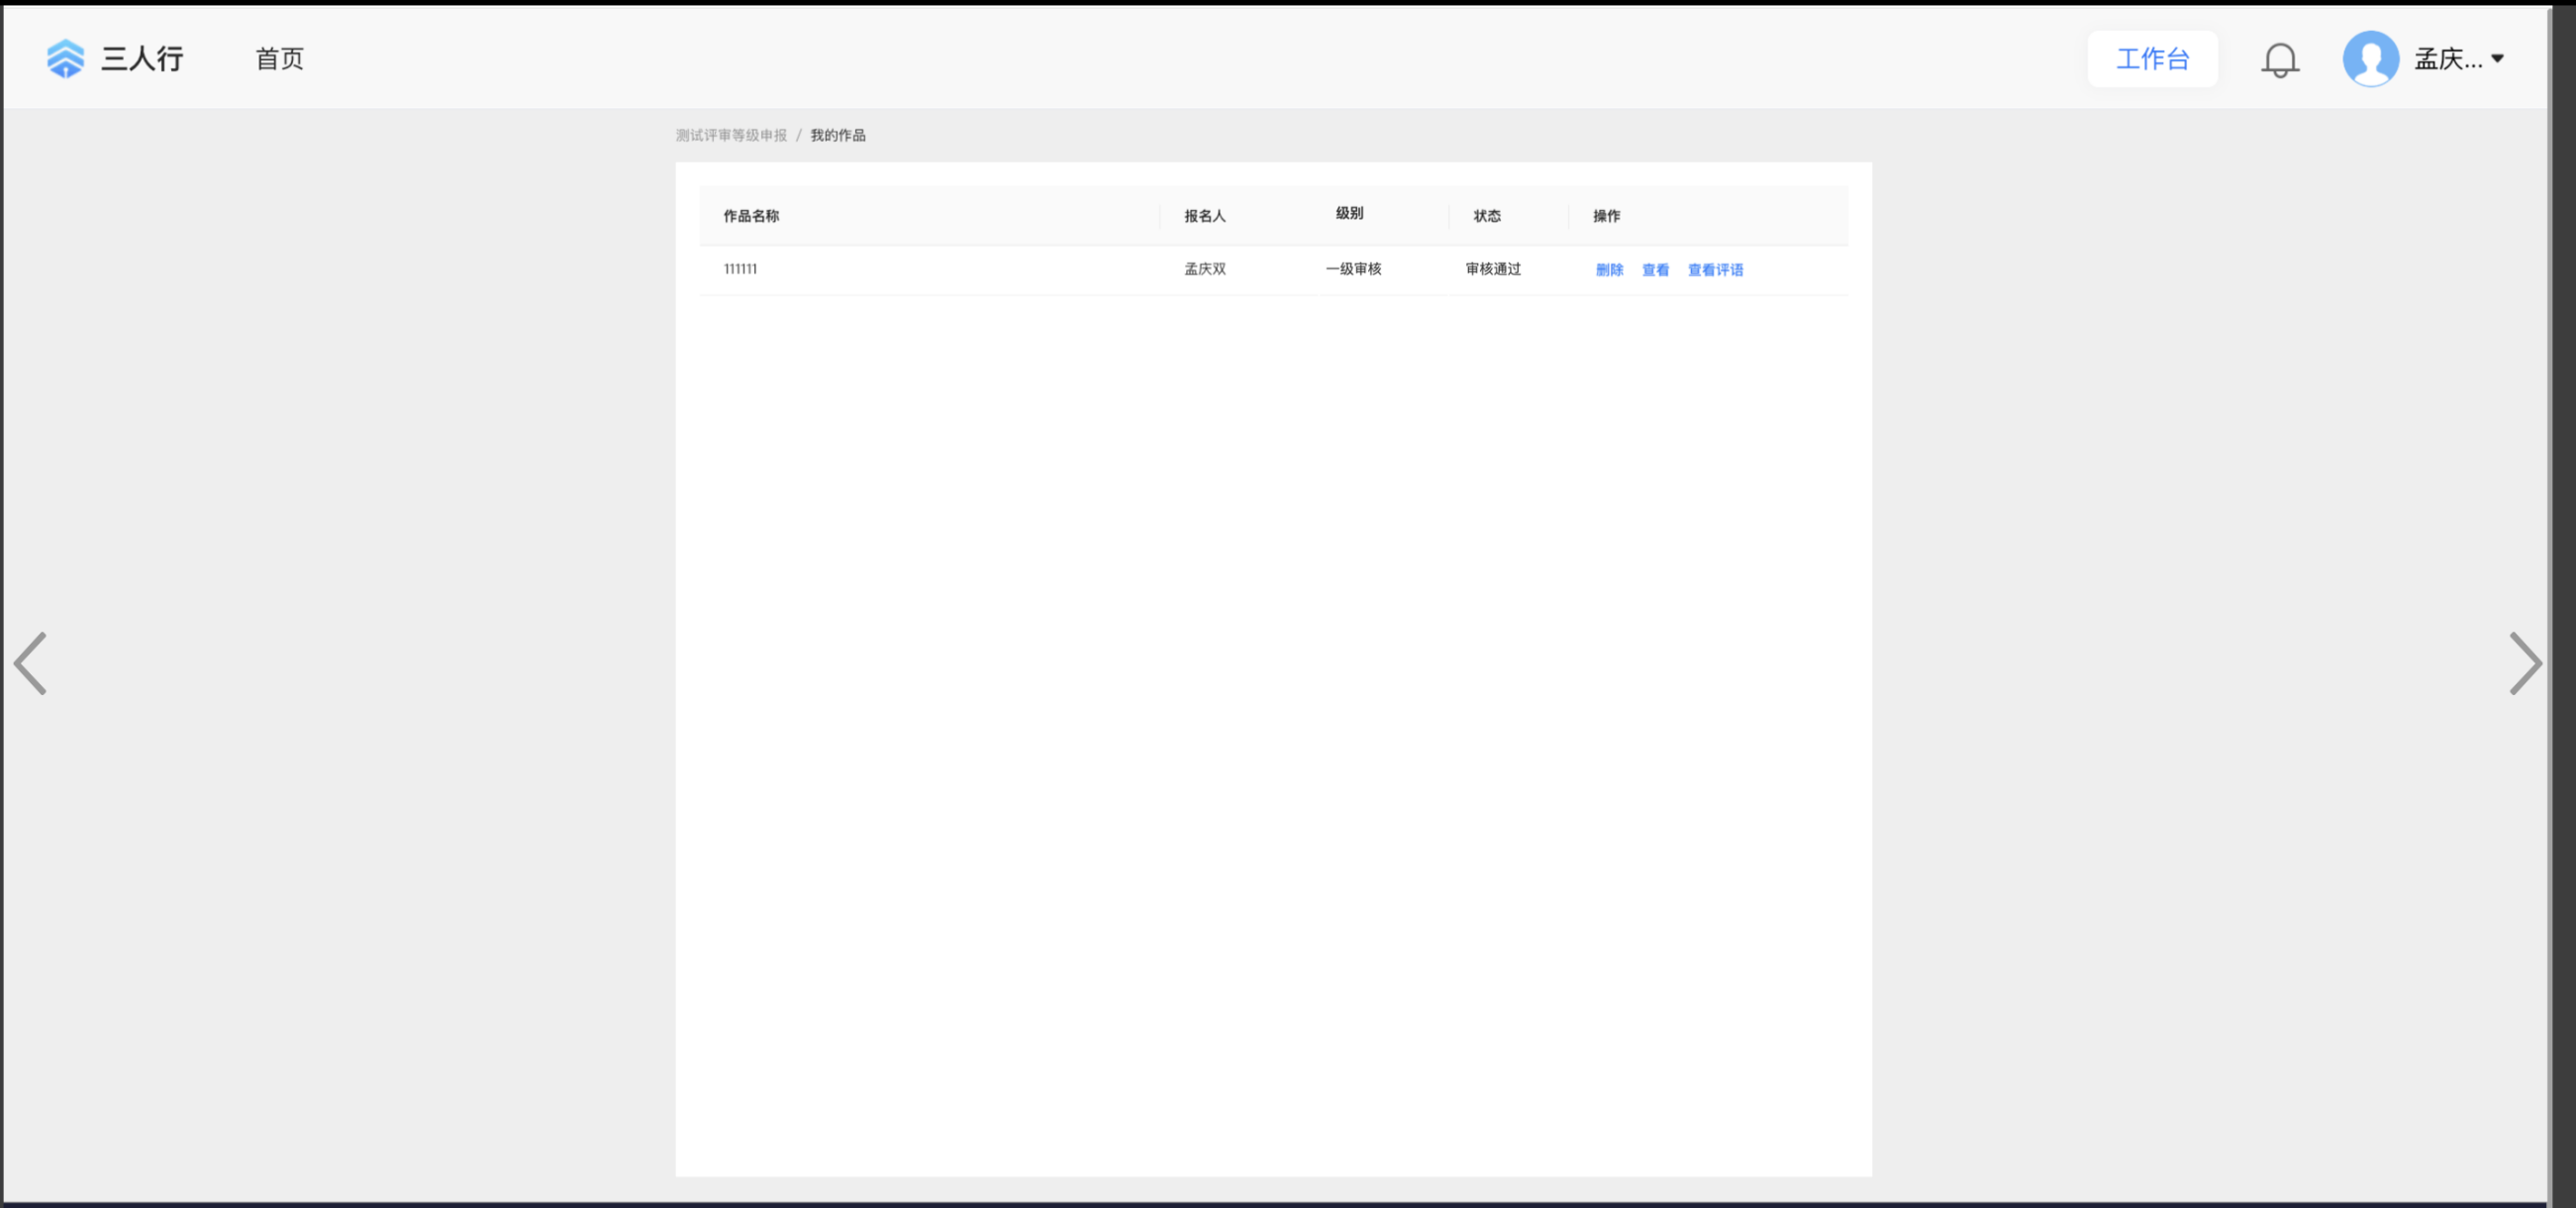 三人行 首页 工作台 孟庆...
测试评审等级申报 / 我的作品
作品名称 报名人 级别 状态 操作
111111 孟庆双 一级审核 审核通过 删除 查看 查看评语